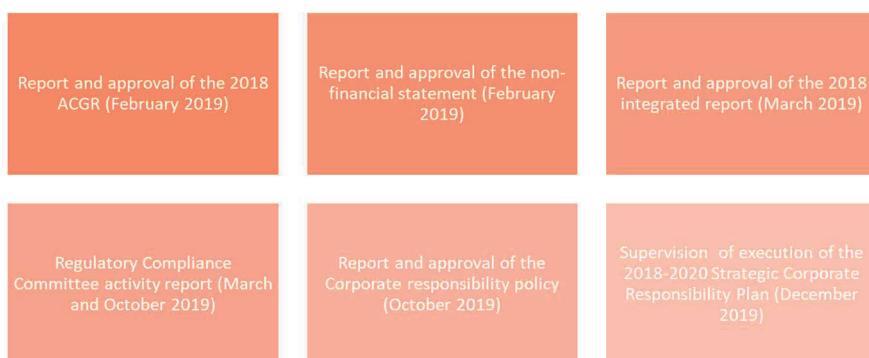 Report and approval of the 2018
ACGR (February 2019)
Report and approval of the non-
financial statement (February
2019)
Report and approval of the 2018
integrated report (March 2019)
Regulatory Compliance
Committee activity report (March
and October 2019)
Report and approval of the
Corporate responsibility policy
(October 2019)
Supervision of execution of the
2018-2020 Strategic Corporate
Responsibility Plan (December
2019)